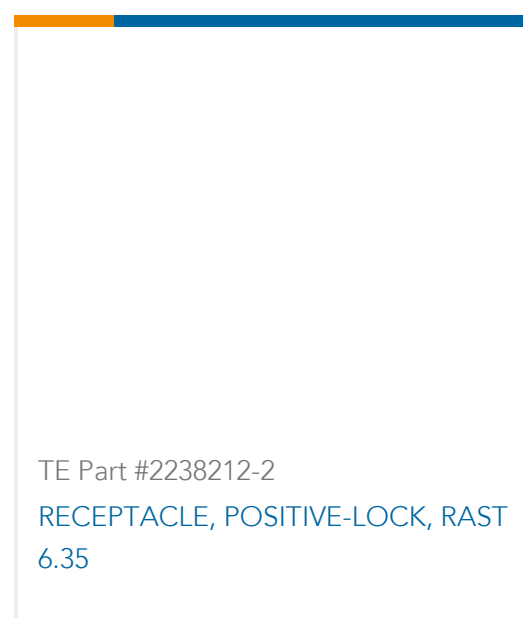 TE Part #2238212-2
RECEPTACLE, POSITIVE-LOCK, RAST
6.35